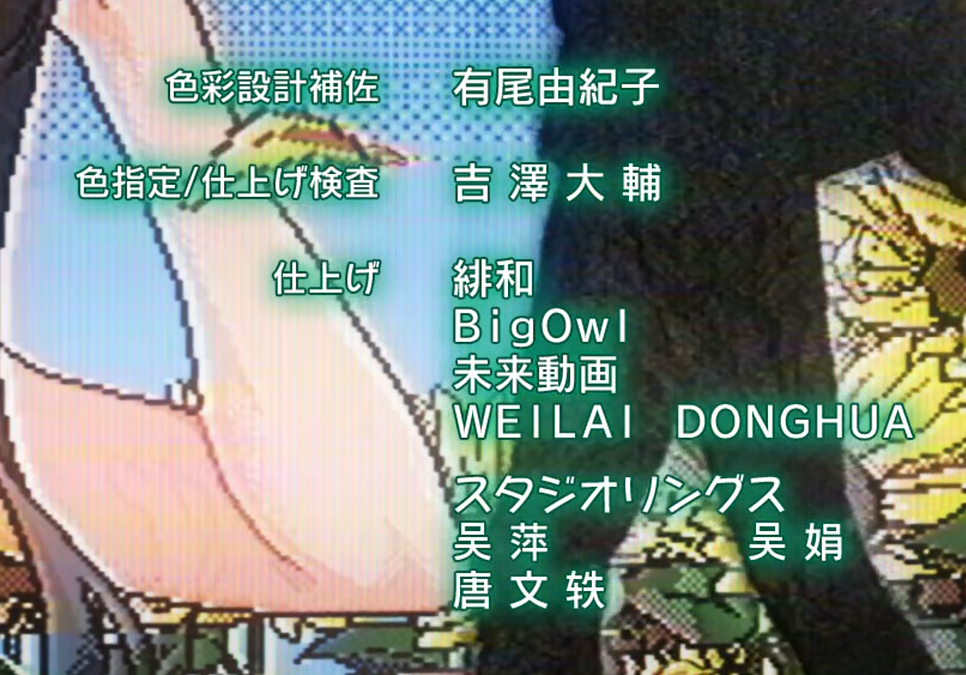 色彩設計補佐 有尾由紀子
色指定/仕上げ検査 吉澤大輔
仕上げ 緋和
BigOwl
未来動画
WEILAI DONGHUA
スタジオリングス
吴萍 吴娟
唐文轶